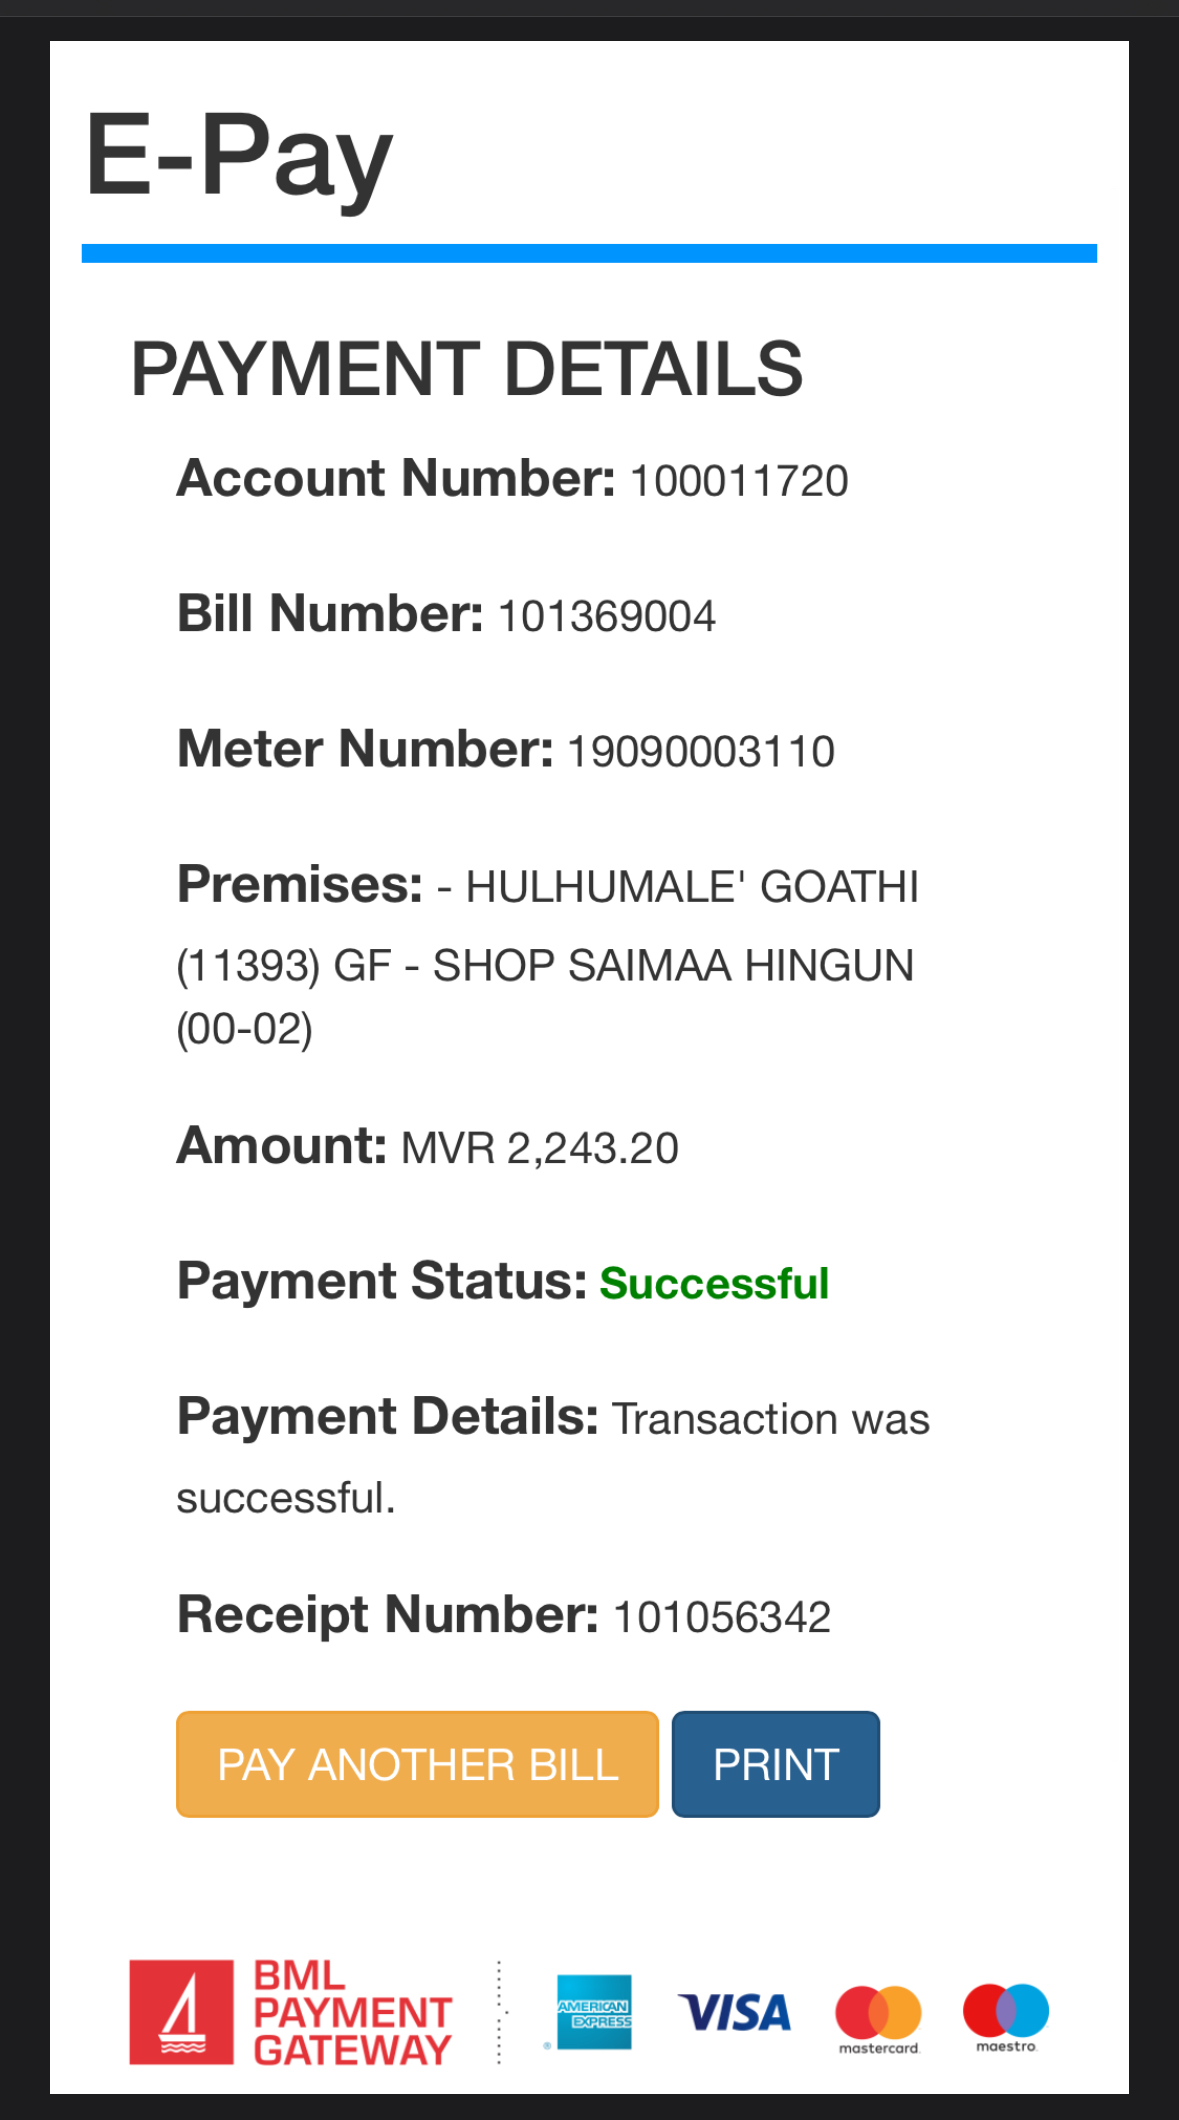 E-Pay
PAYMENT DETAILS
Account Number: 100011720
Bill Number: 101369004
Meter Number: 19090003110
Premises: - HULHUMALE' GOATHI
(11393) GF - SHOP SAIMAA HINGUN
(00-02)
Amount: MVR 2,243.20
Payment Status: Successful
Payment Details: Transaction was
successful.
Receipt Number: 101056342
PAY ANOTHER BILL PRINT
BML
PAYMENT
GATEWAY
AMERICAN
EXPRESS
®
VISA
mastercard.
maestro.